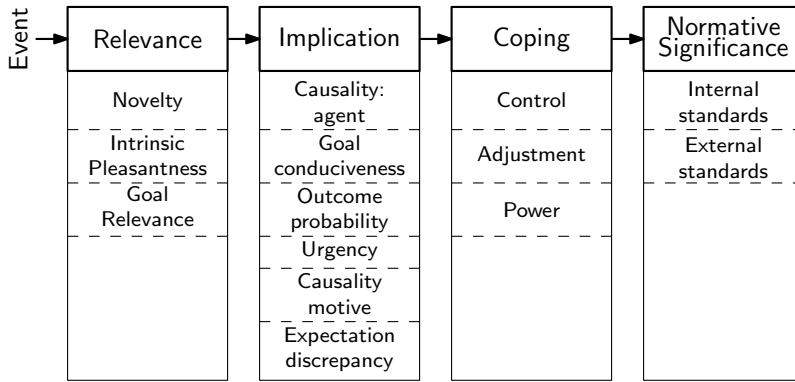 Event
Relevance
Novelty
Intrinsic
Pleasantness
Goal
Relevance
Implication
Causality:
agent
Goal
conduciveness
Outcome
probability
Urgency
Causality
motive
Expectation
discrepancy
Coping
Control
Adjustment
Power
Normative
Significance
Internal
standards
External
standards